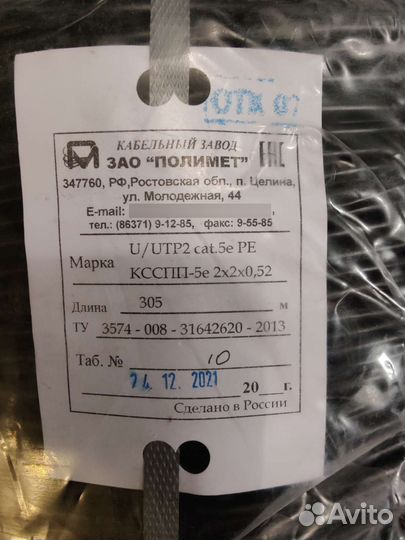 ОТК 07
КАБЕЛЬНЫЙ ЗАВОД
ЗАО "ПОЛИМЕТ" ЕАС
347760, РФ,Ростовская обл., п. Целина,
ул. Молодежная, 44
E-mail: ,
тел.: (86371) 9-12-85, факс: 9-55-85
Марка U/UTP2 cat.5e PE
КССПП-5е 2х2х0,52
Длина 305 м
ТУ 3574 - 008 - 31642620 - 2013
Таб. № 10
24. 12. 2021 20 г.
Сделано в России
Avito